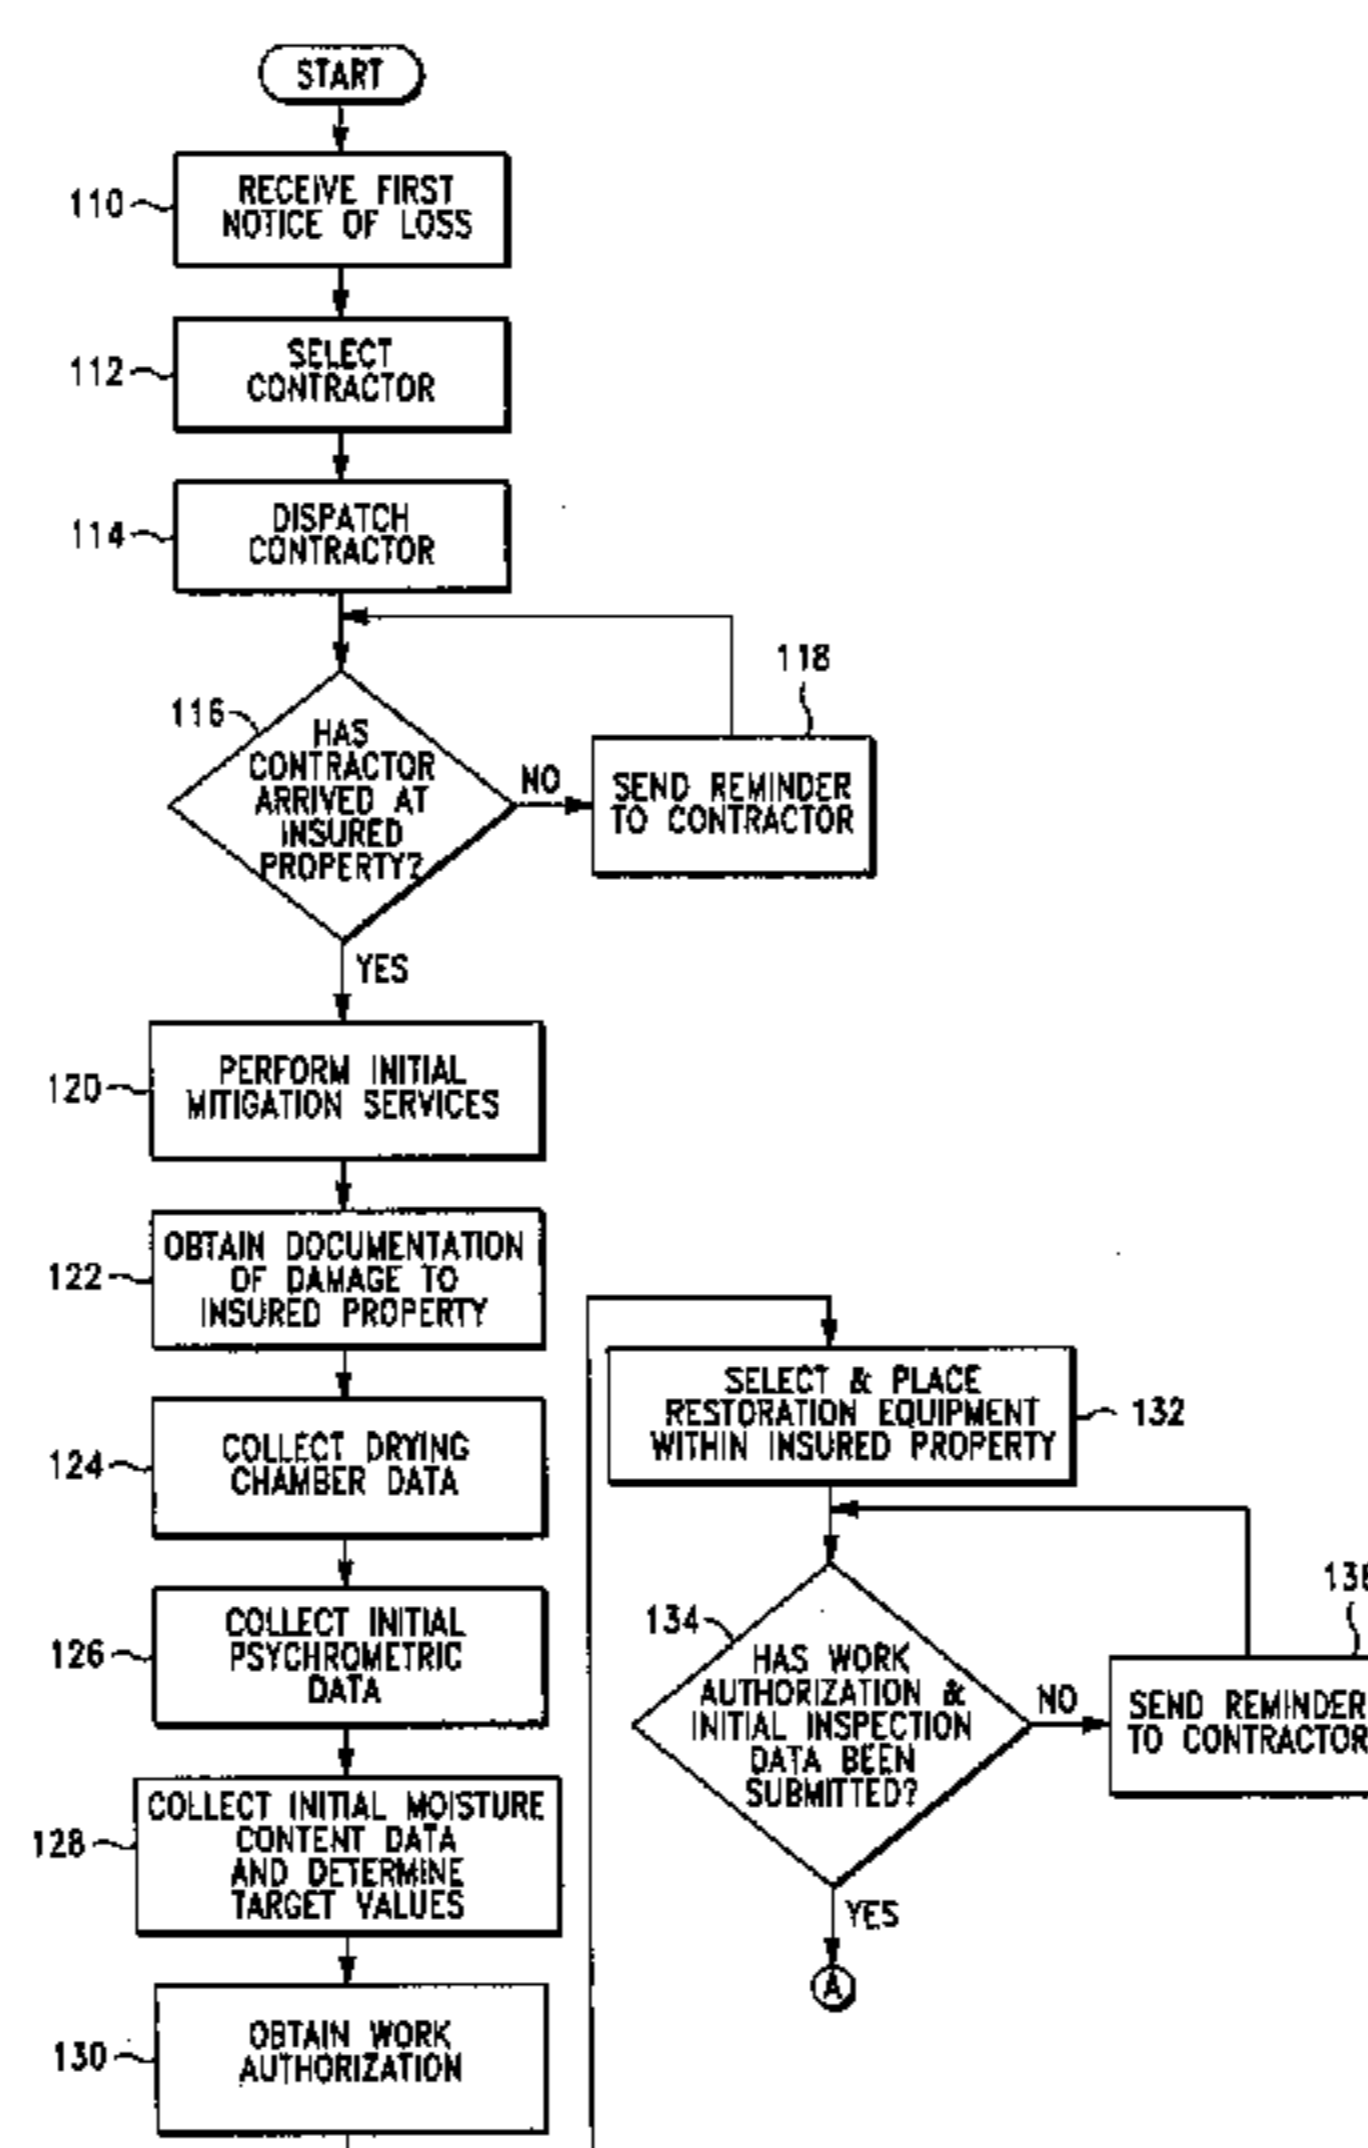 START
110
RECEIVE FIRST
NOTICE OF LOSS
112
SELECT
CONTRACTOR
114
DISPATCH
CONTRACTOR
116
HAS
CONTRACTOR
ARRIVED AT
INSURED
PROPERTY?
NO
118
SEND REMINDER
TO CONTRACTOR
YES
120
PERFORM INITIAL
MITIGATION SERVICES
122
OBTAIN DOCUMENTATION
OF DAMAGE TO
INSURED PROPERTY
124
COLLECT DRYING
CHAMBER DATA
126
COLLECT INITIAL
PSYCHROMETRIC
DATA
128
COLLECT INITIAL MOISTURE
CONTENT DATA
AND DETERMINE
TARGET VALUES
130
OBTAIN WORK
AUTHORIZATION
SELECT & PLACE
RESTORATION EQUIPMENT
WITHIN INSURED PROPERTY
132
134
HAS WORK
AUTHORIZATION &
INITIAL INSPECTION
DATA BEEN
SUBMITTED?
NO
SEND REMINDER
TO CONTRACTOR
YES
A